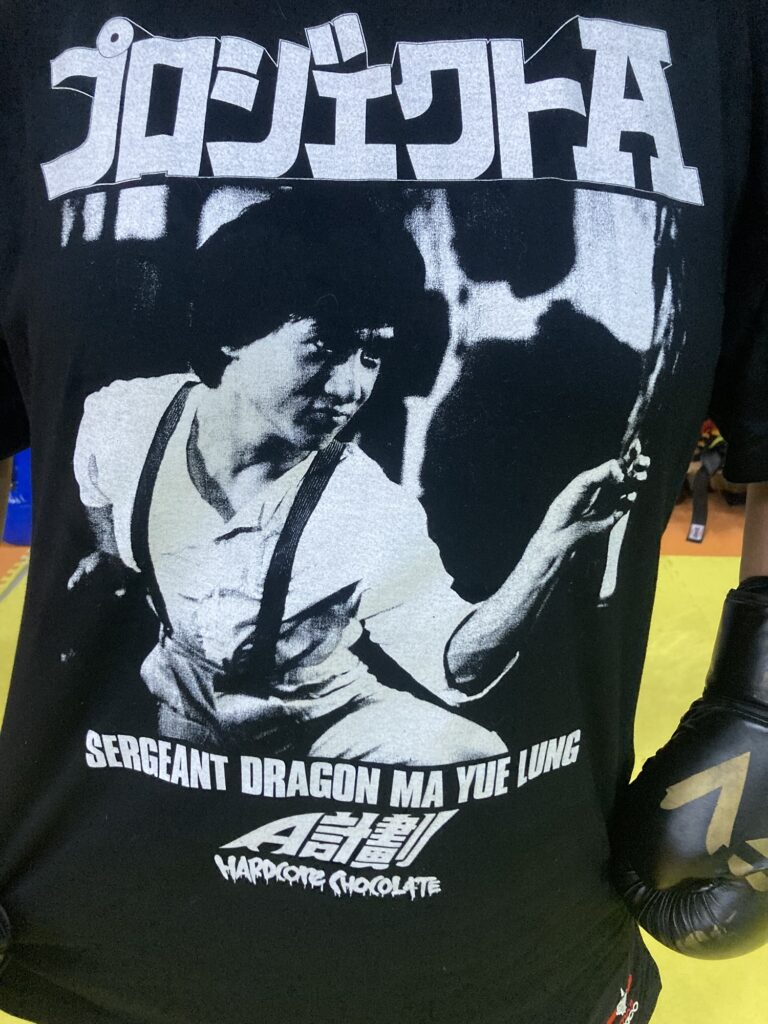 プロジェクトA
SERGEANT DRAGON MA YUE LUNG
A計劃
HARDCORE CHOCOLATE